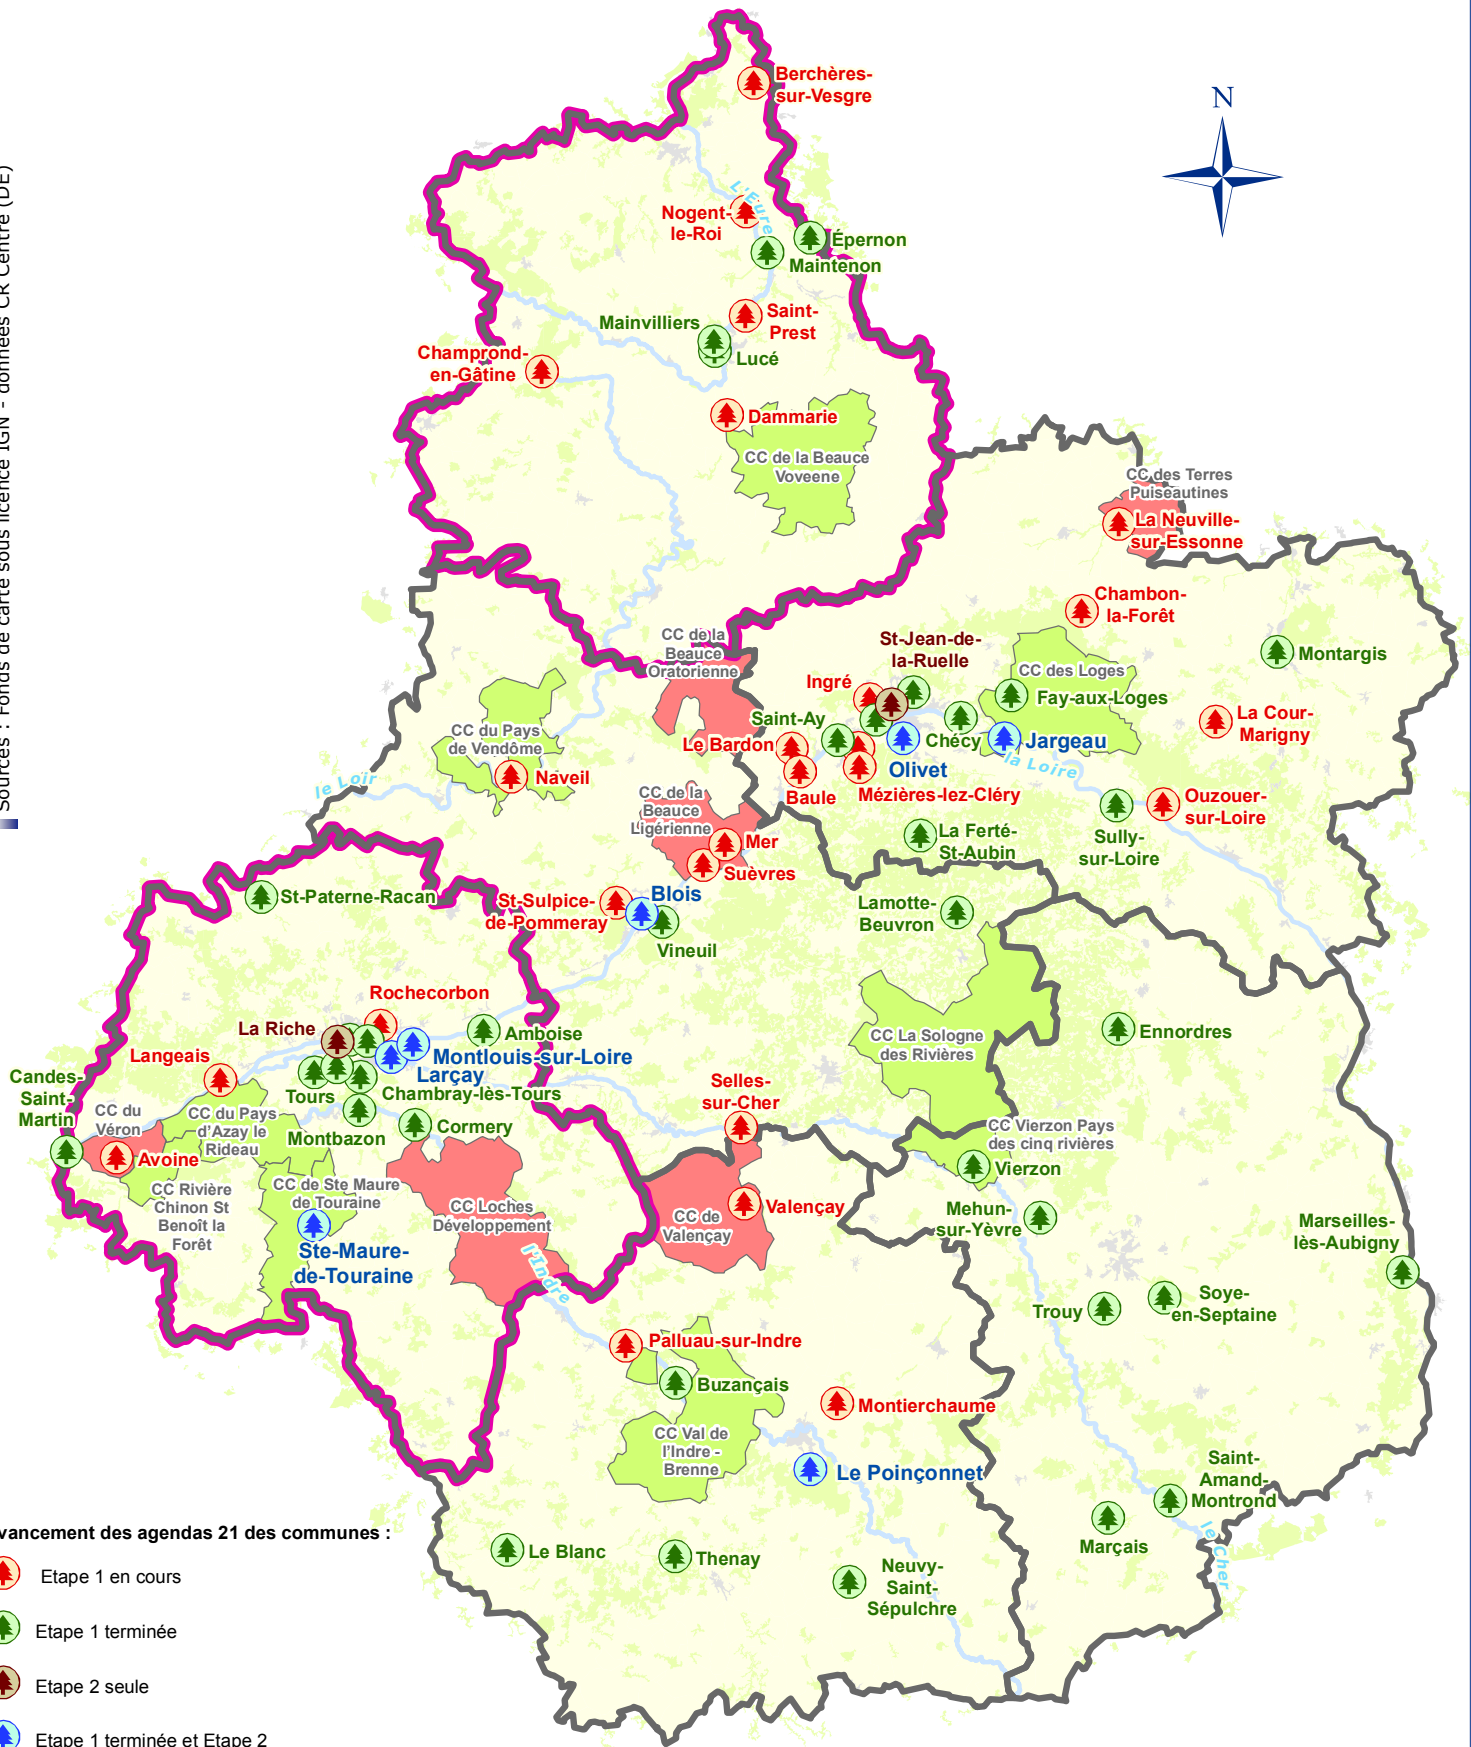 Sources : Fonds de carte sous licence IGN - données CR Centre (DE)
N
Berchères-
sur-Vesgre
L'Eure
Nogent-
le-Roi
Épernon
Maintenon
Saint-
Prest
Mainvilliers
Lucé
Champrond-
en-Gâtine
Dammarie
CC de la Beauce
Voveene
CC des Terres
Puiseautines
La Neuville-
sur-Essonne
Chambon-
la-Forêt
CC de la
Beauce
Oratorienne
St-Jean-de-
la-Ruelle
CC des Loges
Montargis
Ingré
Fay-aux-Loges
Saint-Ay
La Cour-
Marigny
CC du Pays
de Vendôme
Le Bardon
Chécy
Jargeau
Olivet
la Loire
Naveil
le Loir
Baule
Mézières-lez-Cléry
CC de la
Beauce
Ligérienne
Ouzouer-
sur-Loire
Mer
La Ferté-
St-Aubin
Sully-
sur-Loire
Suèvres
St-Paterne-Racan
St-Sulpice-
de-Pommeray
Blois
Lamotte-
Beuvron
Vineuil
Rochecorbon
La Riche
Amboise
CC La Sologne
des Rivières
Ennordres
Langeais
Montlouis-sur-Loire
Larçay
Candes-
Saint-
Martin
Tours
Chambray-lès-Tours
Selles-
sur-Cher
CC du
Véron
CC du Pays
d'Azay le
Rideau
Montbazon
Cormery
CC Vierzon Pays
des cinq rivières
Avoine
Vierzon
CC Rivière
Chinon St
Benoît la
Forêt
CC de Ste Maure
de Touraine
CC Loches
Développement
CC de
Valençay
Valençay
Mehun-
sur-Yèvre
Marseilles-
lès-Aubigny
Ste-Maure-
de-Touraine
l'Indre
Trouy
Soye-
en-Septaine
Palluau-sur-Indre
Buzançais
Montierchaume
CC Val de
l'Indre -
Brenne
Le Poinçonnet
Saint-
Amand-
Montrond
Marçais
le Cher
Le Blanc
Thenay
Neuvy-
Saint-
Sépulchre
vancement des agendas 21 des communes :
Etape 1 en cours
Etape 1 terminée
Etape 2 seule
Etape 1 terminée et Etape 2